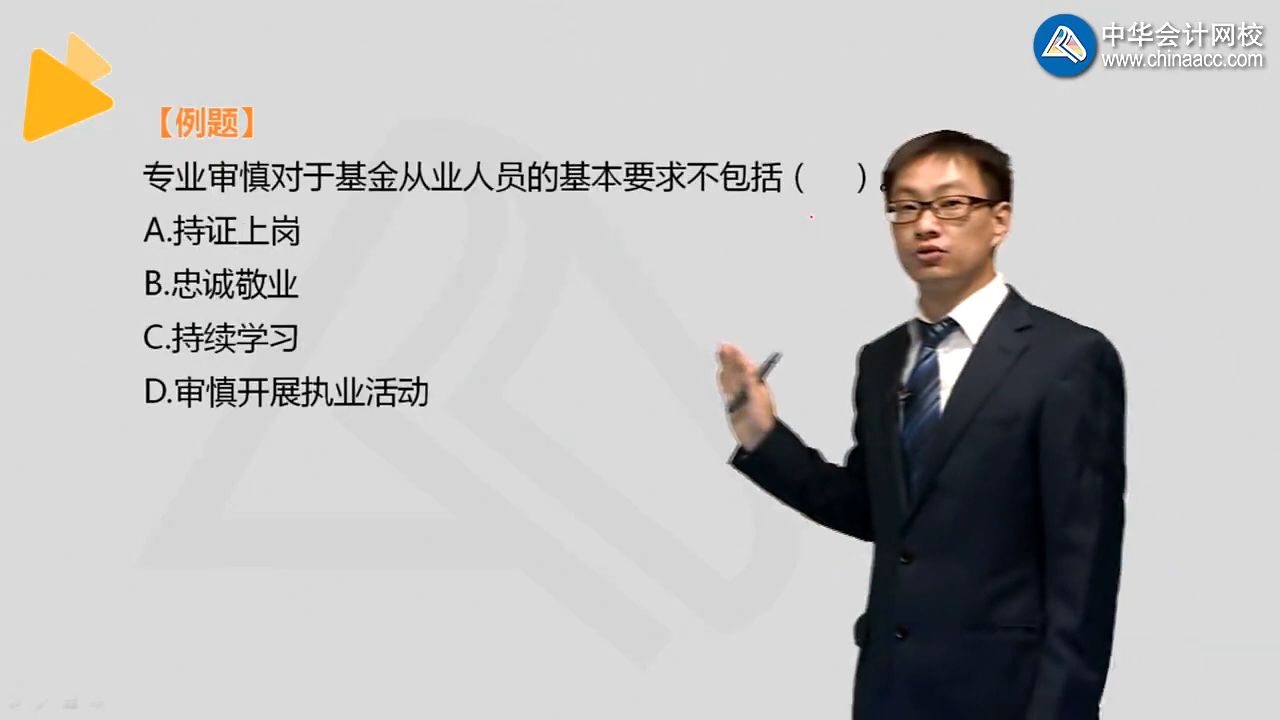 中华会计网校
www.chinaacc.com
【例题】
专业审慎对于基金从业人员的基本要求不包括（ ）。
A.持证上岗
B.忠诚敬业
C.持续学习
D.审慎开展执业活动